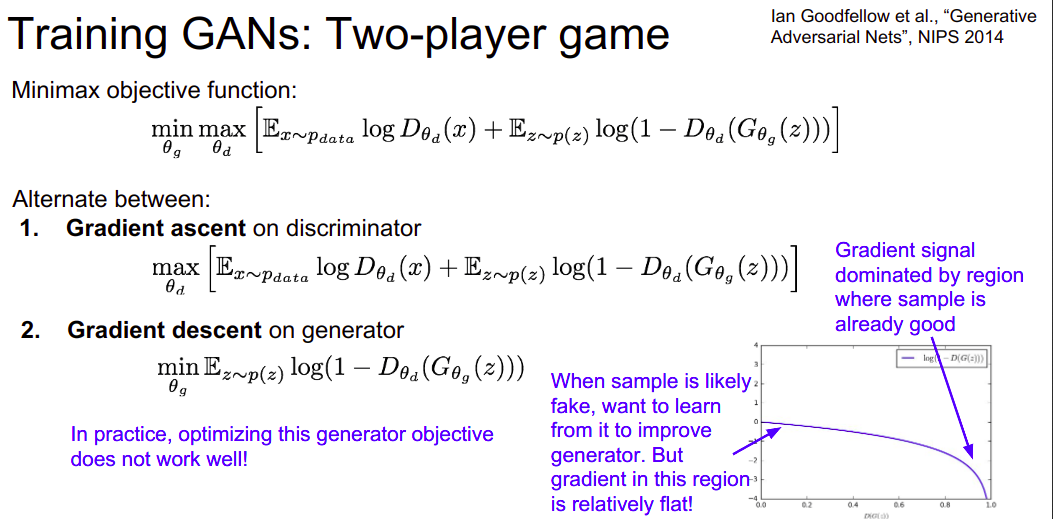 Training GANs: Two-player game
Ian Goodfellow et al., “Generative
Adversarial Nets”, NIPS 2014
Minimax objective function:
\min_{\theta_g} \max_{\theta_d} \left[ \mathbb{E}_{x \sim p_{data}} \log D_{\theta_d}(x) + \mathbb{E}_{z \sim p(z)} \log(1 - D_{\theta_d}(G_{\theta_g}(z))) \right]
Alternate between:
1. Gradient ascent on discriminator
\max_{\theta_d} \left[ \mathbb{E}_{x \sim p_{data}} \log D_{\theta_d}(x) + \mathbb{E}_{z \sim p(z)} \log(1 - D_{\theta_d}(G_{\theta_g}(z))) \right]
2. Gradient descent on generator
\min_{\theta_g} \mathbb{E}_{z \sim p(z)} \log(1 - D_{\theta_d}(G_{\theta_g}(z)))
In practice, optimizing this generator objective
does not work well!
When sample is likely
fake, want to learn
from it to improve
generator. But
gradient in this region
is relatively flat!
Gradient signal
dominated by region
where sample is
already good
4
3
2
1
0
−1
−2
−3
−4
0.0 0.2 0.4 0.6 0.8 1.0
D(G(z))
log(1 − D(G(z)))